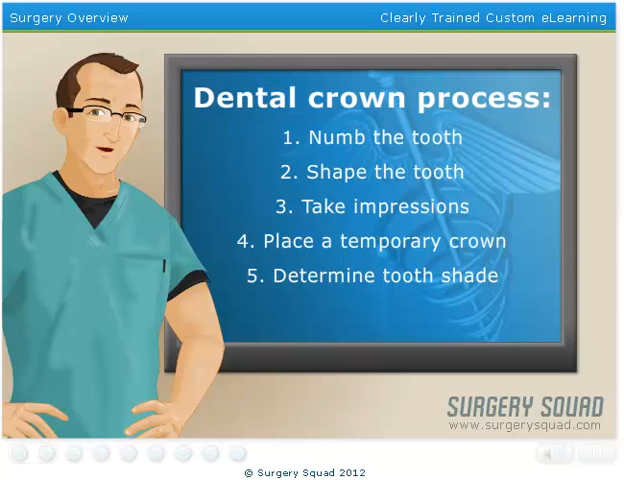 Surgery Overview
Clearly Trained Custom eLearning
Dental crown process:
1. Numb the tooth
2. Shape the tooth
3. Take impressions
4. Place a temporary crown
5. Determine tooth shade
SURGERY SQUAD
www.surgerysquad.com
© Surgery Squad 2012